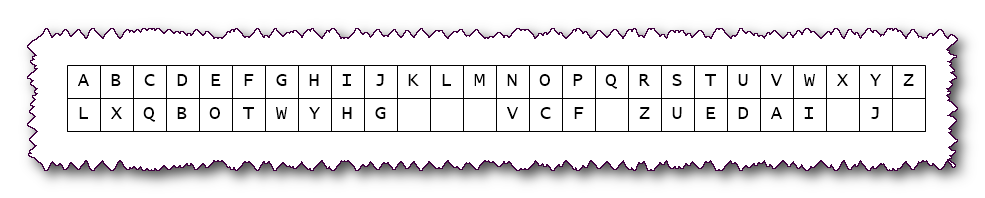 A B C D E F G H I J K L M N O P Q R S T U V W X Y Z
L X Q B O T W Y H G V C F Z U E D A I J